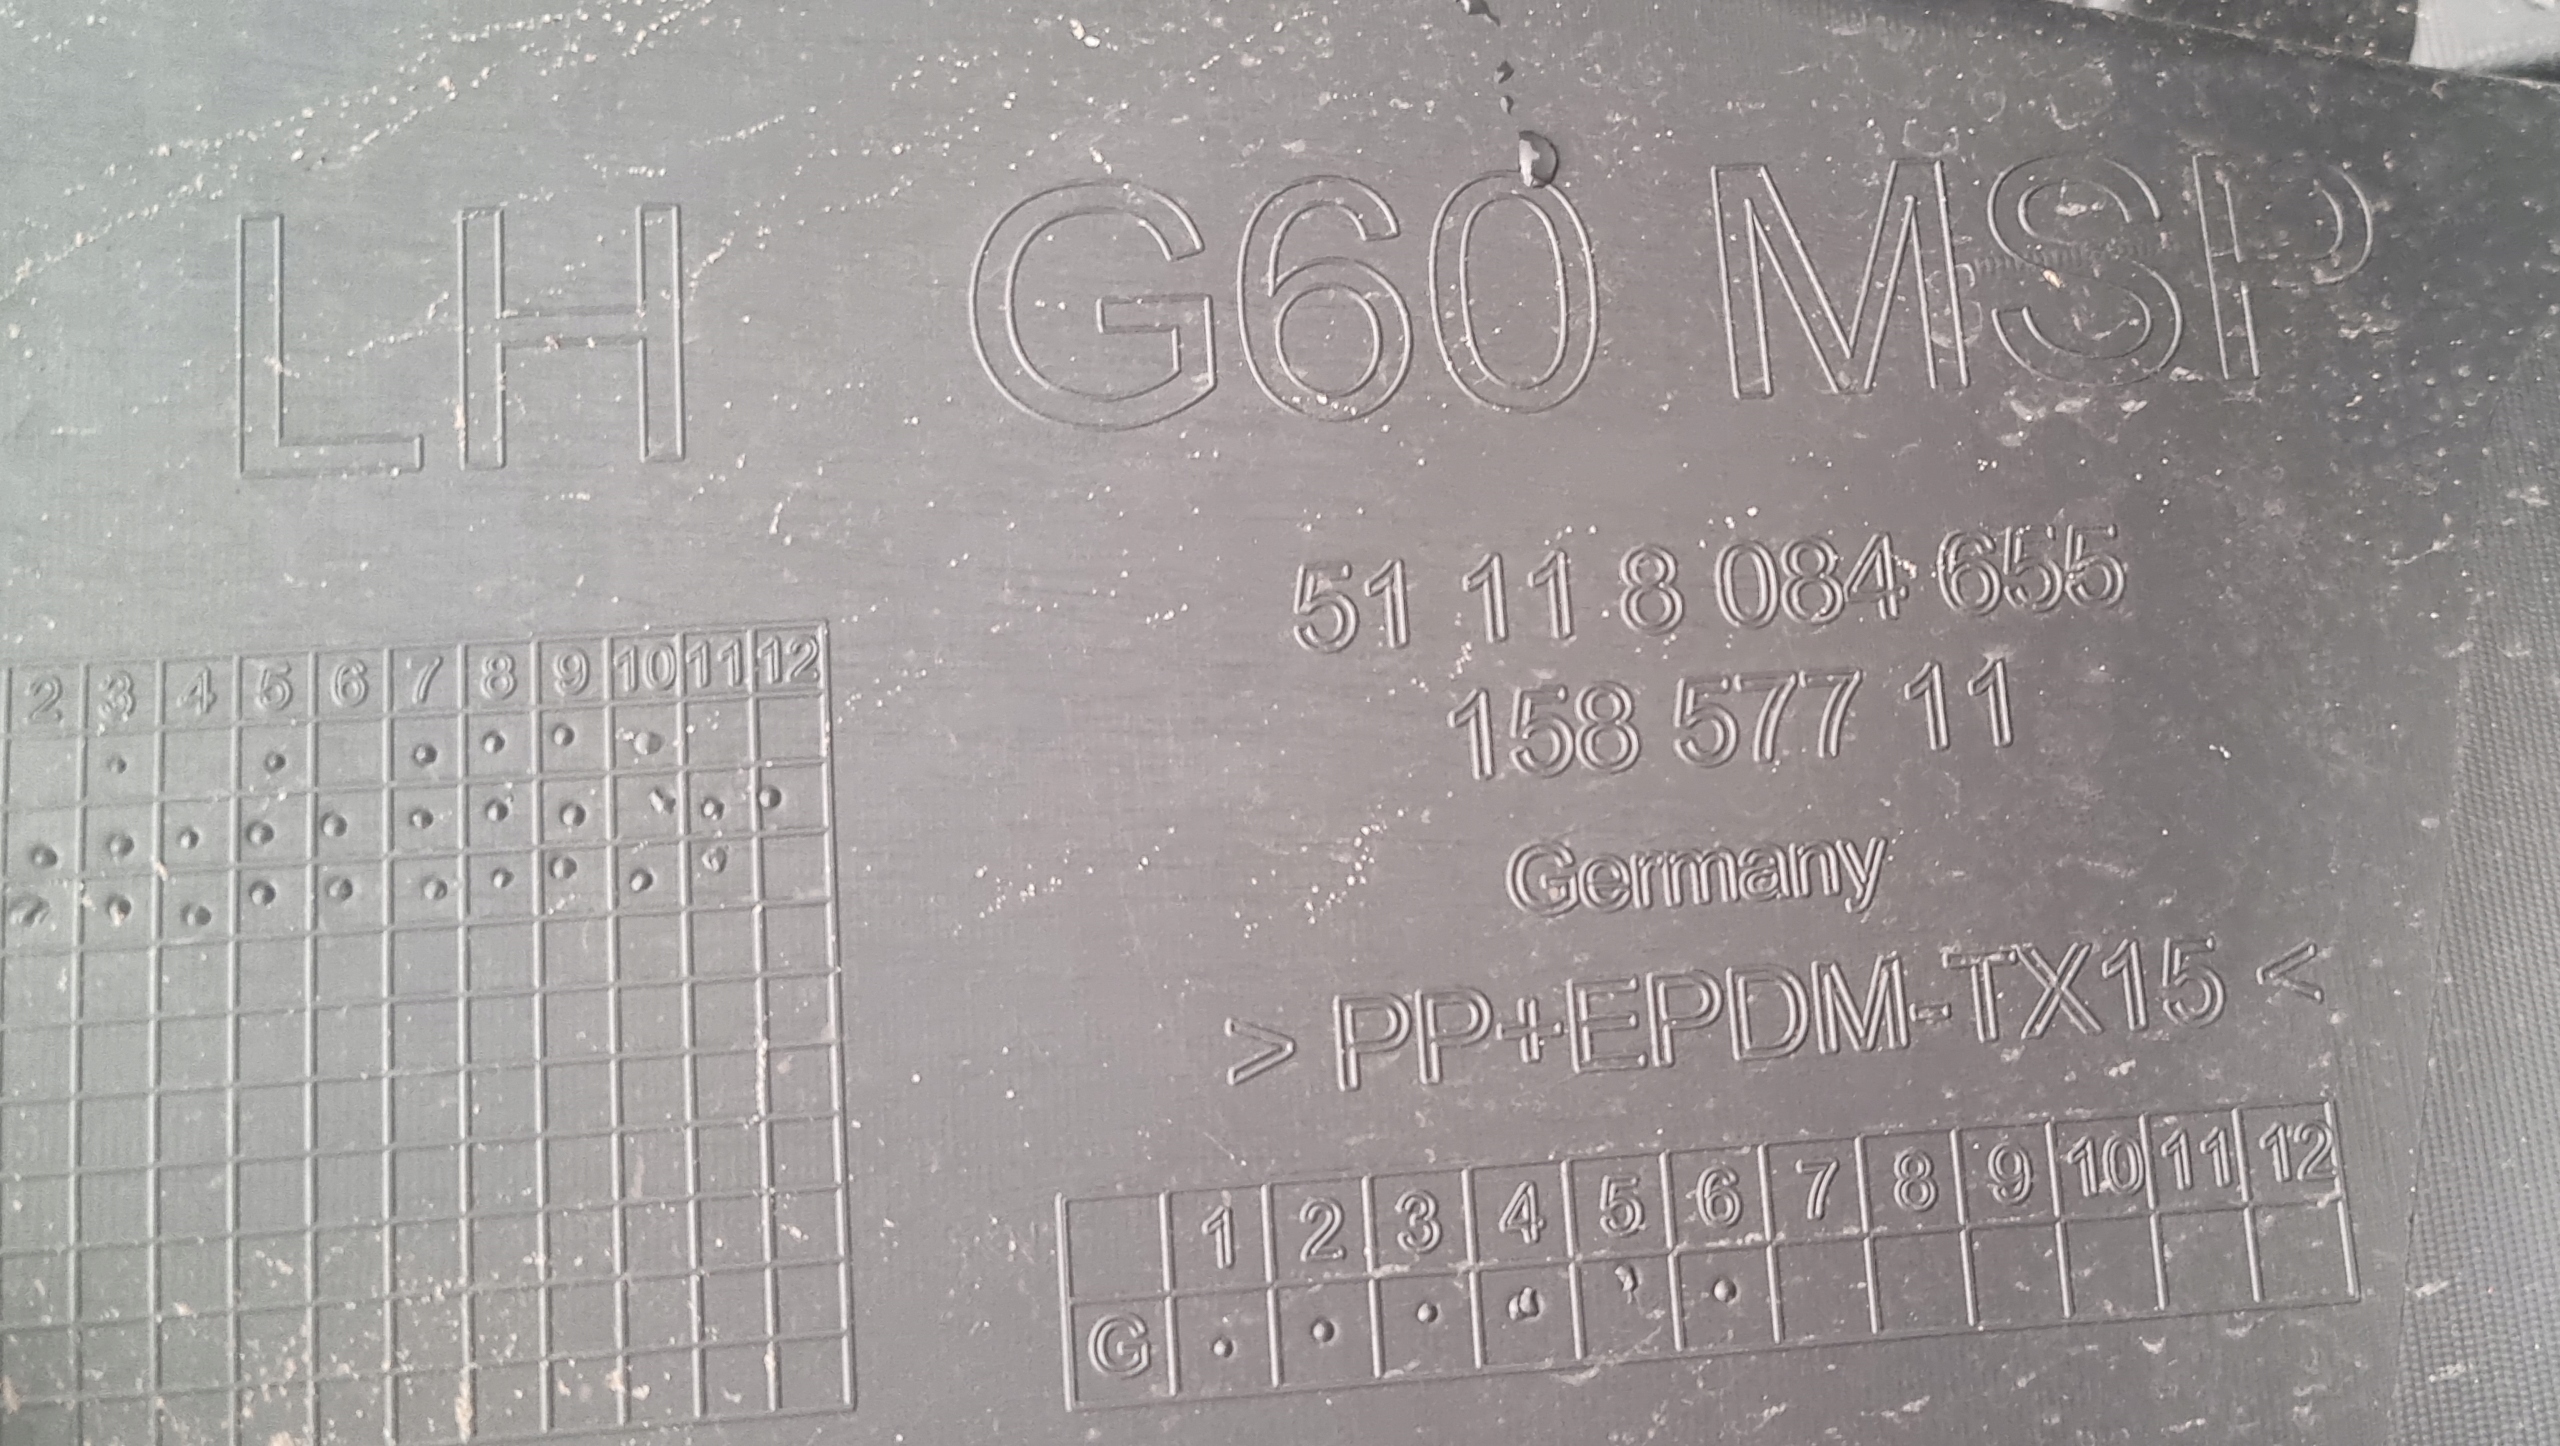 LH G60 MSP
51 11 8 084 655
158 577 11
Germany
> PP+EPDM-TX15 <
2 3 4 5 6 7 8 9 10 11 12
1 2 3 4 5 6 7 8 9 10 11 12
G